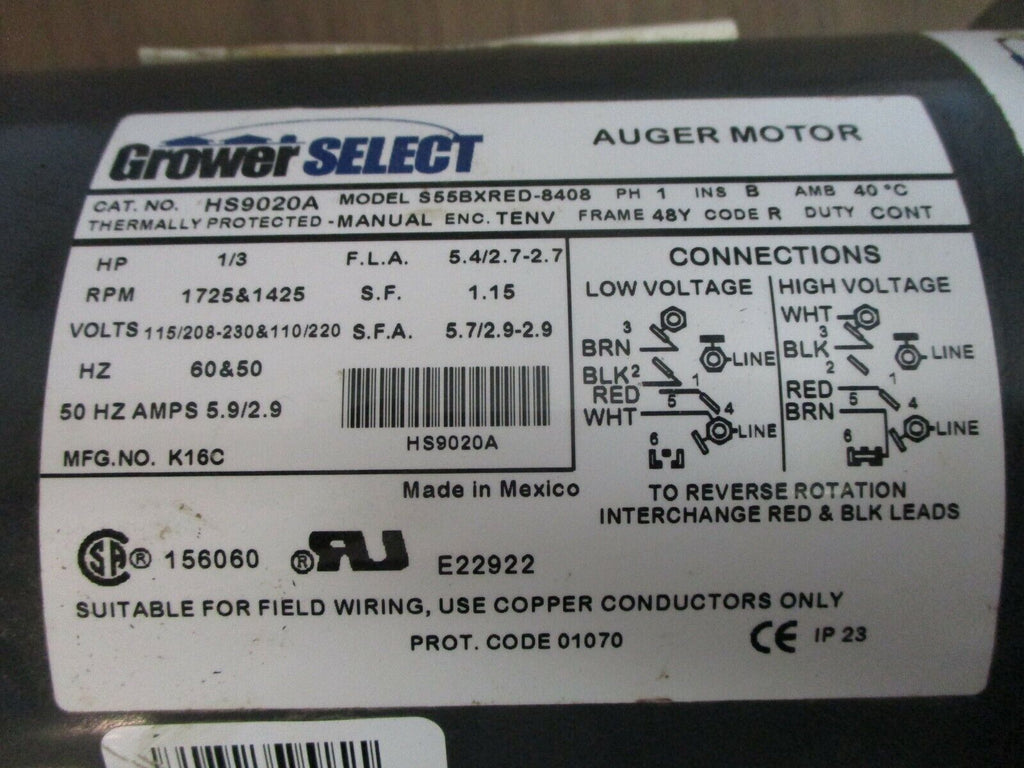 GrowerSELECT AUGER MOTOR
CAT. NO. HS9020A MODEL S55BXRED-8408 PH 1 INS B AMB 40 °C
THERMALLY PROTECTED - MANUAL ENC. TENV FRAME 48Y CODE R DUTY CONT
HP 1/3 F.L.A. 5.4/2.7-2.7
RPM 1725&1425 S.F. 1.15
VOLTS 115/208-230&110/220 S.F.A. 5.7/2.9-2.9
HZ 60&50
50 HZ AMPS 5.9/2.9
HS9020A
MFG.NO. K16C
CONNECTIONS
LOW VOLTAGE
3
BRN
LINE
BLK 2
1
RED
5
4
WHT
LINE
6
HIGH VOLTAGE
WHT
3
BLK
LINE
2
1
RED
5
4
BRN
LINE
6
Made in Mexico
TO REVERSE ROTATION
INTERCHANGE RED & BLK LEADS
SA ® 156060 ® RU E22922
SUITABLE FOR FIELD WIRING, USE COPPER CONDUCTORS ONLY
PROT. CODE 01070 CE IP 23